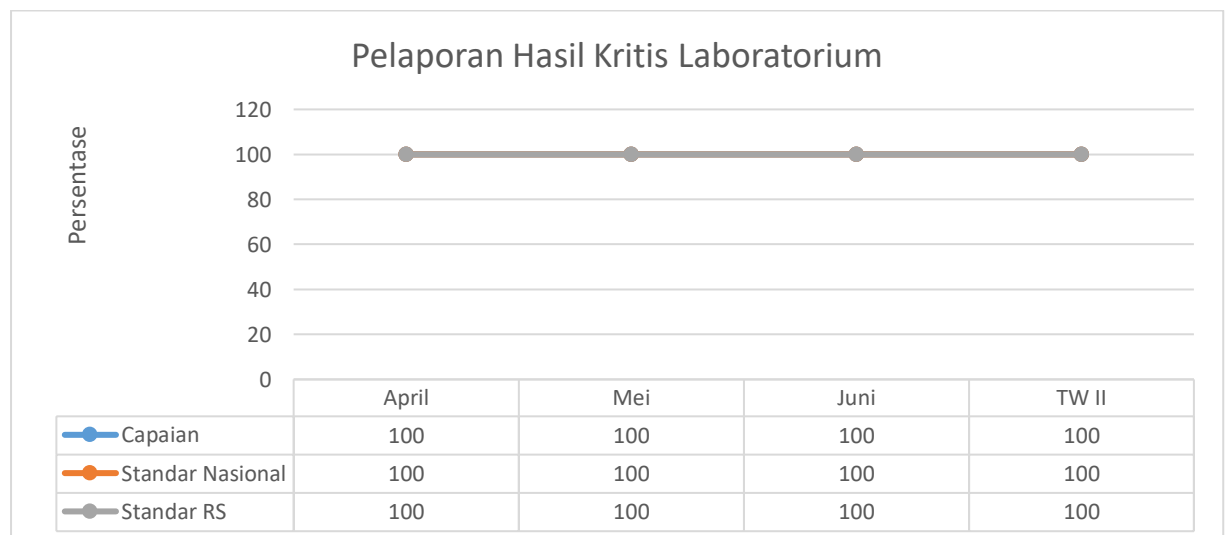 Pelaporan Hasil Kritis Laboratorium
Persentase
120
100
80
60
40
20
0
April Mei Juni TW II
Capaian 100 100 100 100
Standar Nasional 100 100 100 100
Standar RS 100 100 100 100